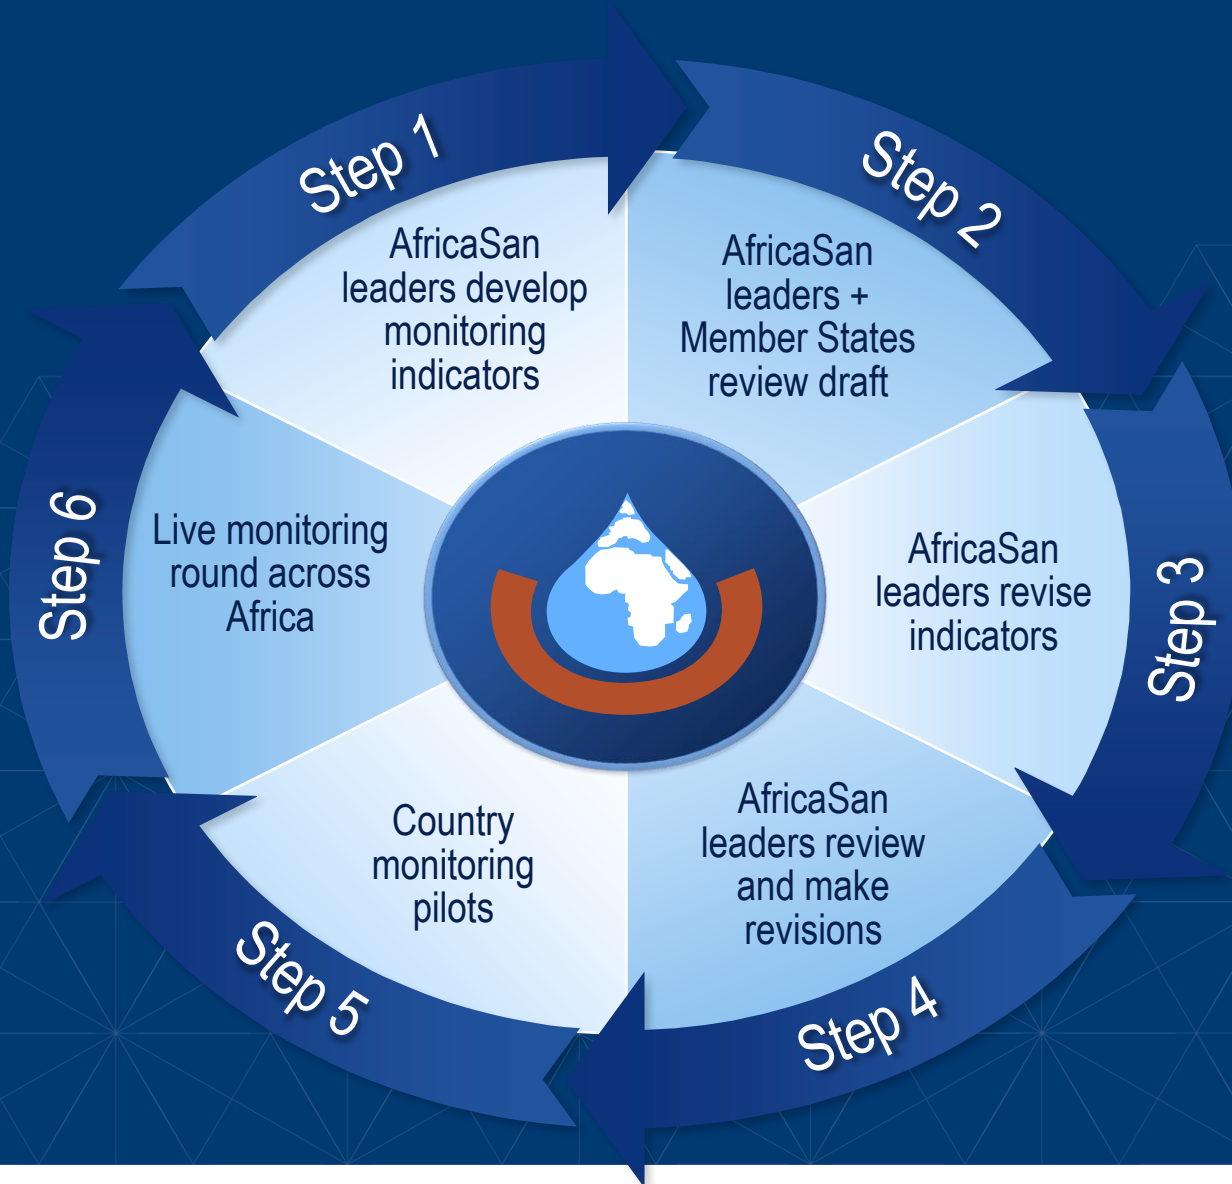 Step 1
AfricaSan
leaders develop
monitoring
indicators
Step 2
AfricaSan
leaders +
Member States
review draft
Step 3
AfricaSan
leaders revise
indicators
Step 4
AfricaSan
leaders review
and make
revisions
Step 5
Country
monitoring
pilots
Step 6
Live monitoring
round across
Africa